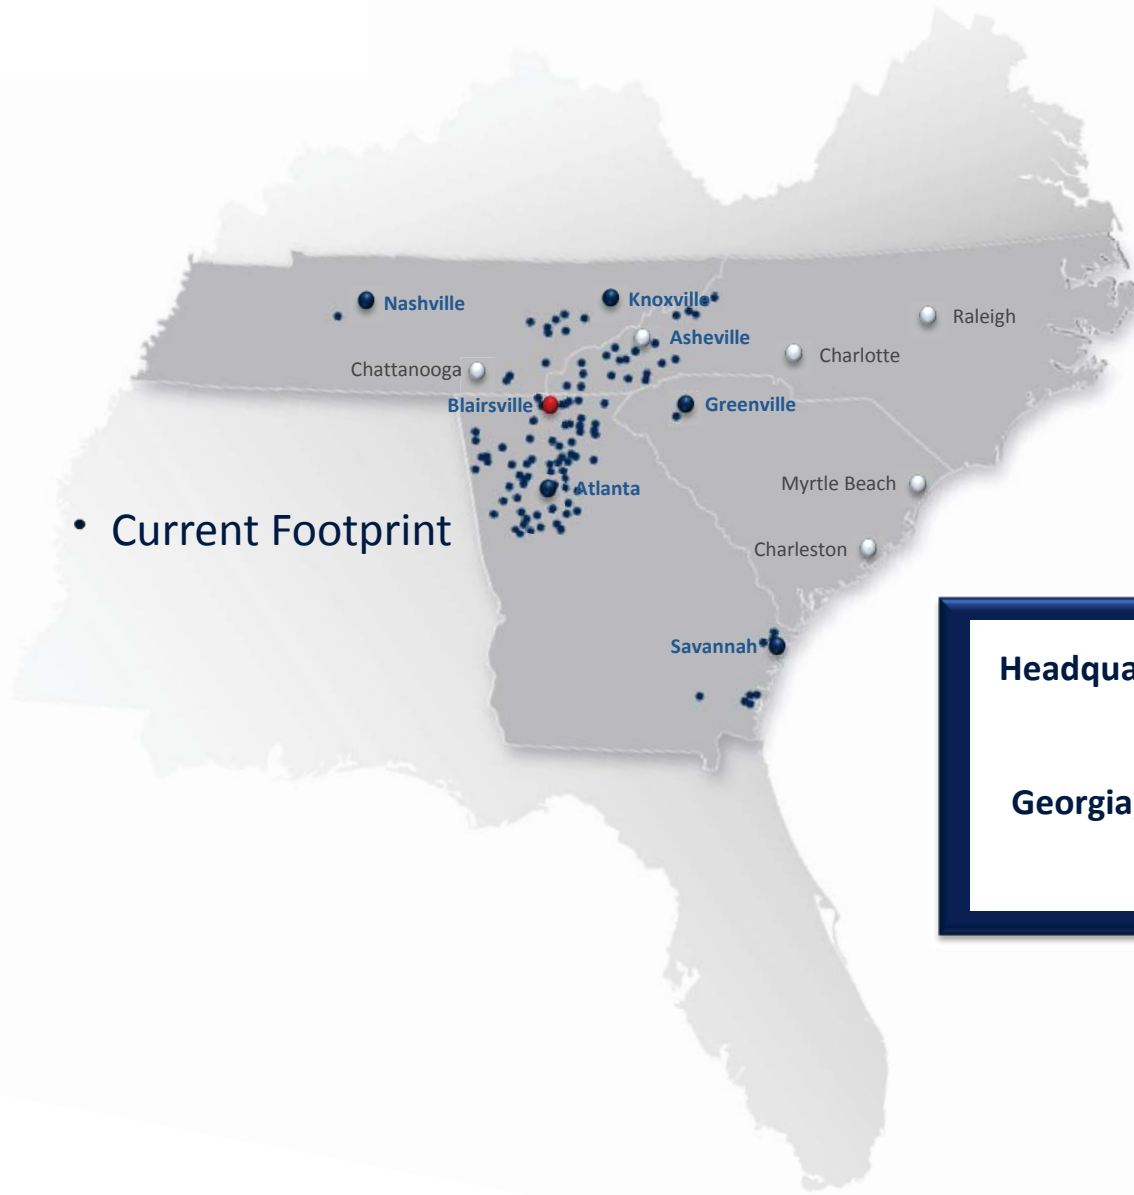 Nashville
Knoxville
Raleigh
Asheville
Charlotte
Chattanooga
Blairsville
Greenville
Myrtle Beach
Atlanta
• Current Footprint
Charleston
Savannah
Headqua
Georgia